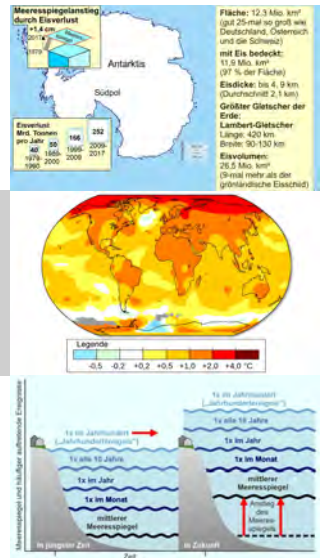 Meeresspiegelanstieg
durch Eisverlust
+1,4 cm
2017
1979
Antarktis
Südpol
Eisverlust
Mrd. Tonnen
pro Jahr
40
50
166
252
1979-
1990
1999-
2009
2009-
2017
Fläche: 12,3 Mio. km²
(gut 25-mal so groß wie
Deutschland, Österreich
und die Schweiz)
mit Eis bedeckt:
11,9 Mio. km²
(97 % der Fläche)
Eisdicke: bis 4,9 km
(Durchschnitt 2,1 km)
Größter Gletscher der
Erde:
Lambert-Gletscher
Länge: 420 km
Breite: 90-130 km
Eisvolumen:
26,5 Mio. km³
(9-mal mehr als der
grönländische Eisschild)
Legende
-0,5 -0,2 +0,2 +0,5 +1,0 +2,0 +4,0 °C
Meeresspiegel und häufiger auftretende Ereignisse
1x im Jahrhundert
("Jahrhundertereignis")
1x alle 10 Jahre
1x im Jahr
1x im Monat
mittlerer
Meeresspiegel
in jüngster Zeit
1x im Jahrhundert
("Jahrhundertereignis")
1x alle 10 Jahre
1x im Jahr
1x im Monat
mittlerer
Meeresspiegel
Anstieg
des
Meeres-
spiegels
in Zukunft
Zeit